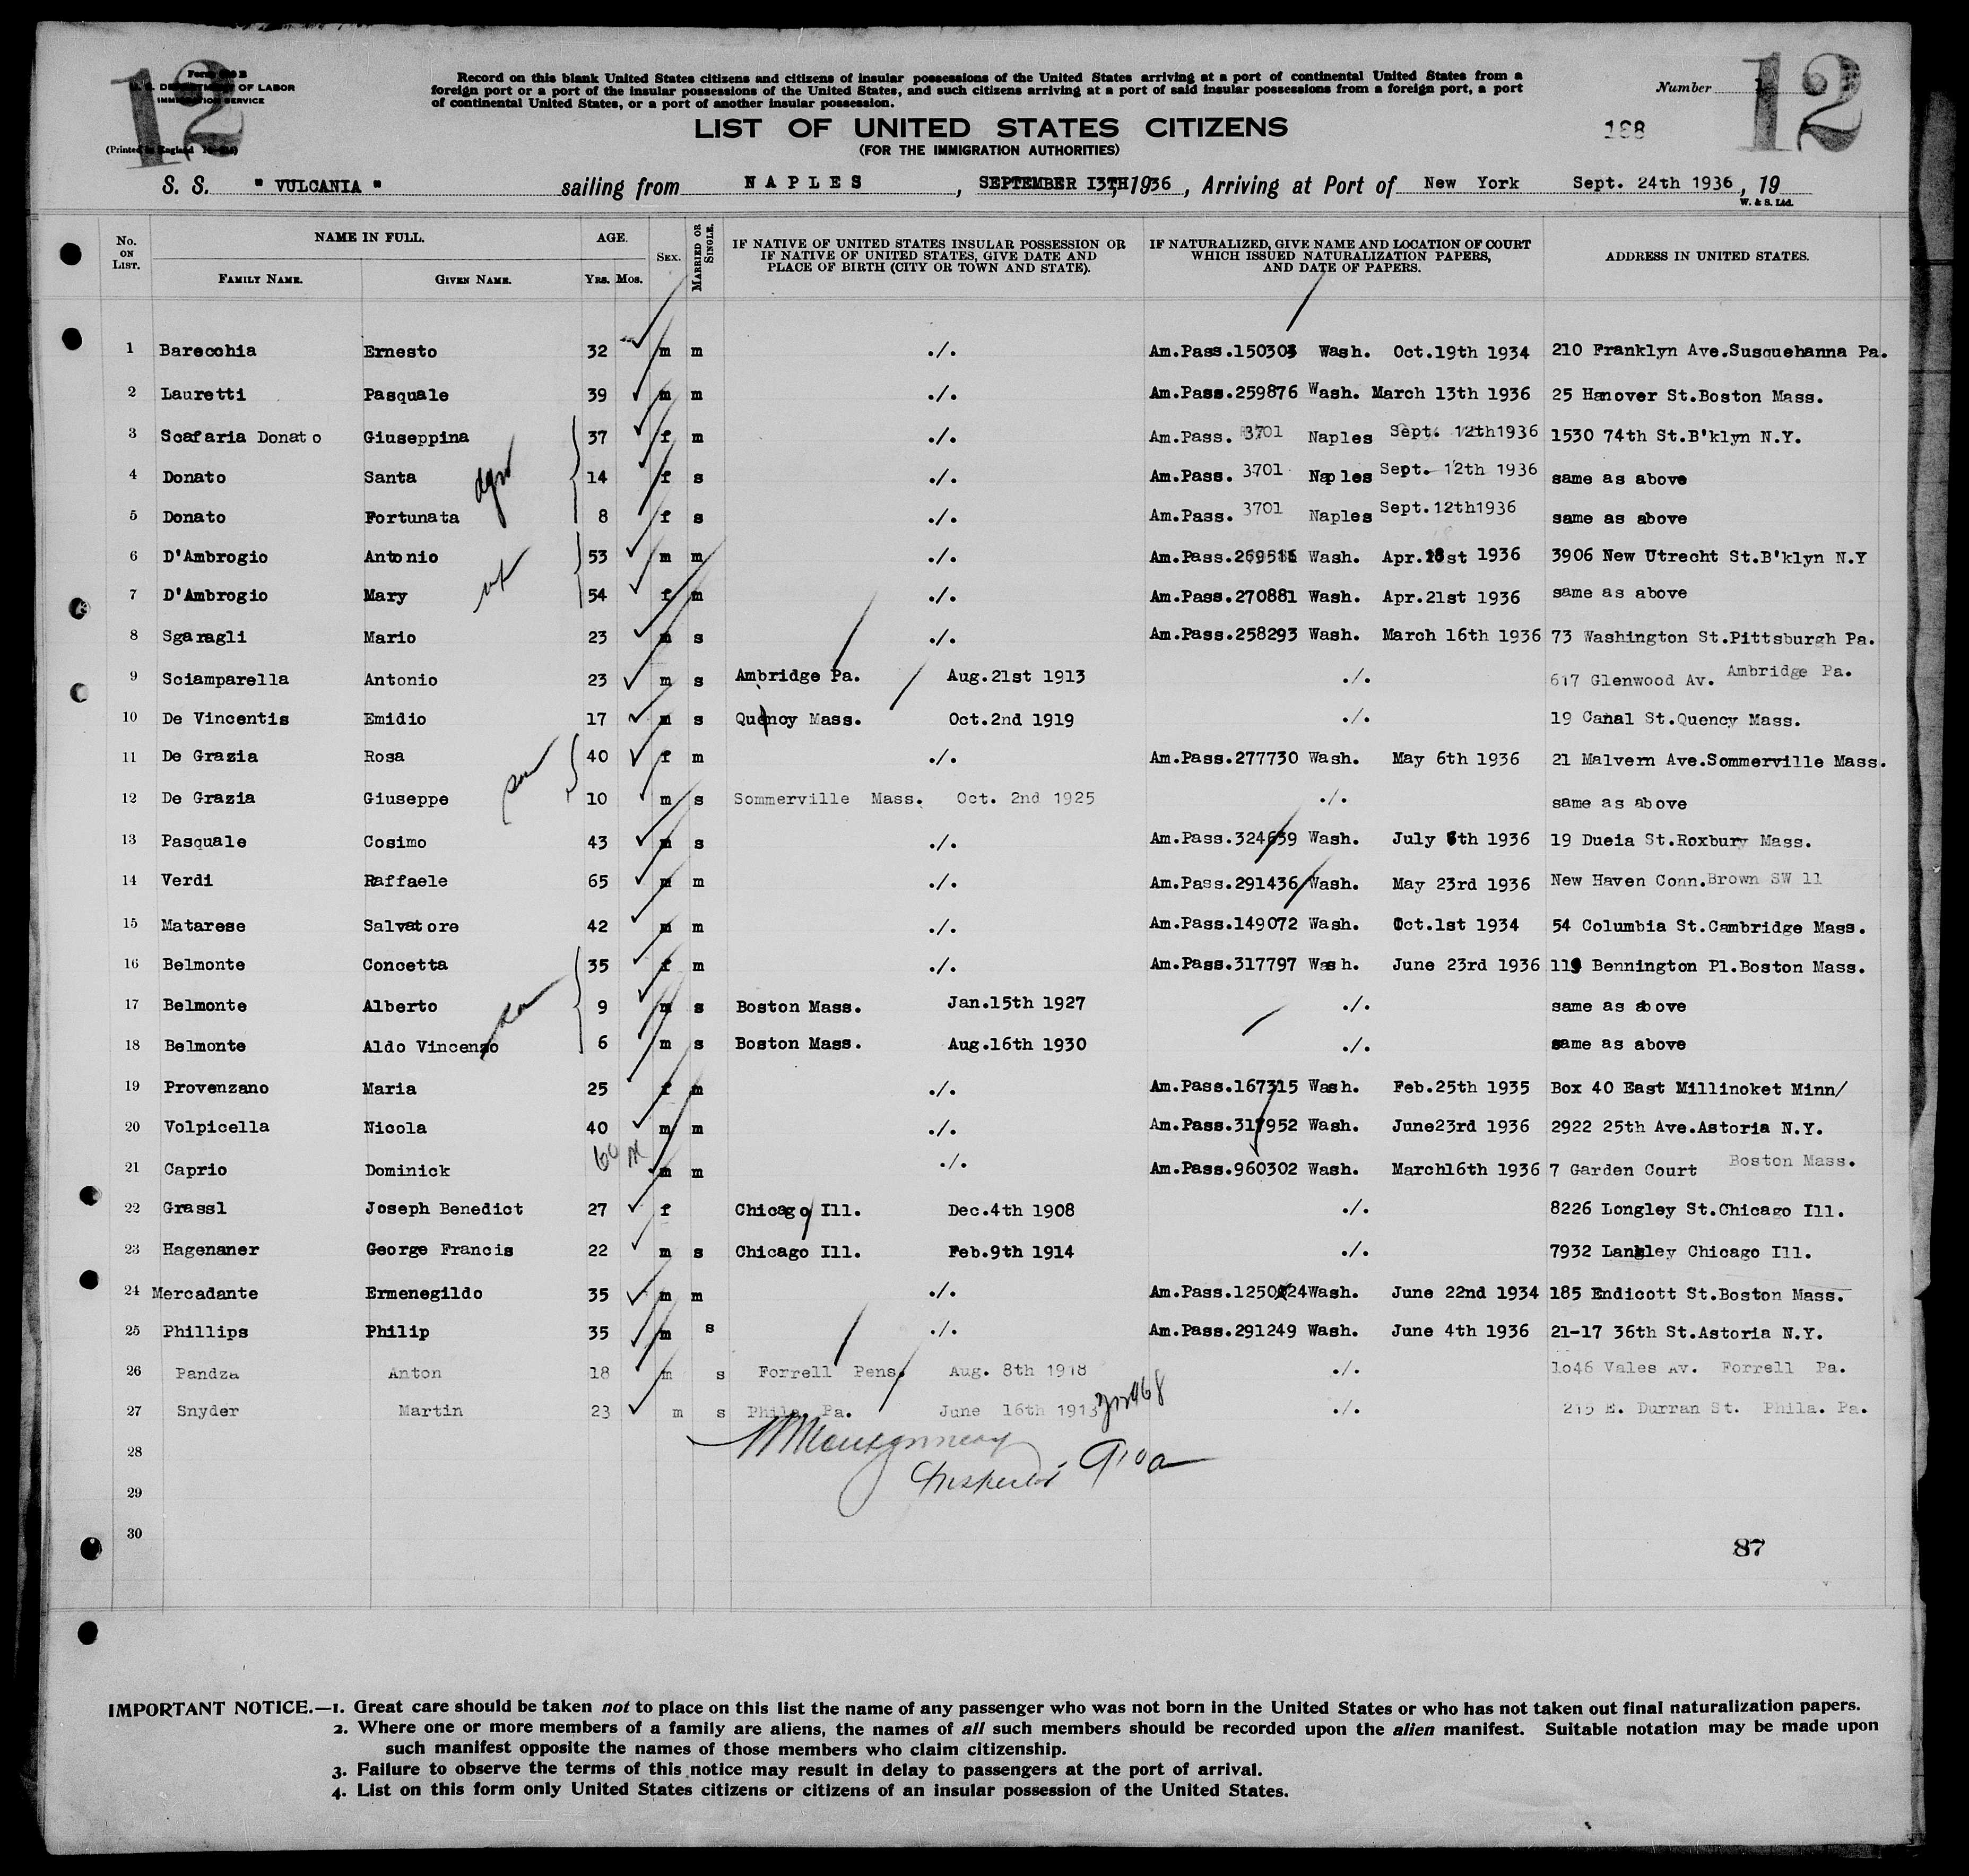 12
Form 630 B
U. S. DEPARTMENT OF LABOR
IMMIGRATION SERVICE
(Printed in England
Record on this blank United States citizens and citizens of insular possessions of the United States arriving at a port of continental United States from a
foreign port or a port of the insular possessions of the United States, and such citizens arriving at a port of said insular possessions from a foreign port, a port
of continental United States, or a port of another insular possession.
Number 12
LIST OF UNITED STATES CITIZENS
(FOR THE IMMIGRATION AUTHORITIES)
168
S. S. " VULCANIA " sailing from NAPLES , SEPTEMBER I3TH, 1936 , Arriving at Port of New York Sept. 24th 1936 , 19
W. & S. Ltd.
No. ON LIST. NAME IN FULL. FAMILY NAME. GIVEN NAME. AGE. YRS. MOS. SEX. MARRIED OR SINGLE. IF NATIVE OF UNITED STATES INSULAR POSSESSION OR IF NATIVE OF UNITED STATES, GIVE DATE AND PLACE OF BIRTH (CITY OR TOWN AND STATE). IF NATURALIZED, GIVE NAME AND LOCATION OF COURT WHICH ISSUED NATURALIZATION PAPERS, AND DATE OF PAPERS. ADDRESS IN UNITED STATES.
1 Barecchia Ernesto 32 m m ./. Am.Pass.150303 Wash. Oct.19th 1934 210 Franklyn Ave.Susquehanna Pa.
2 Lauretti Pasquale 39 m m ./. Am.Pass.259876 Wash. March 13th 1936 25 Hanover St.Boston Mass.
3 Scafaria Donato Giuseppina 37 f m ./. Am.Pass. 3701 Naples Sept. 12th1936 1530 74th St.B'klyn N.Y.
4 Donato Santa 14 f s ./. Am.Pass. 3701 Naples Sept. 12th 1936 same as above
5 Donato Fortunata 8 f s ./. Am.Pass. 3701 Naples Sept.12th1936 same as above
6 D'Ambrogio Antonio 53 m m ./. Am.Pass. Wash. Apr. 1936 3906 New Utrecht St.B'klyn N.Y
7 D'Ambrogio Mary 54 f m ./. Am.Pass.270881 Wash. Apr.21st 1936 same as above
8 Sgaragli Mario 23 m s ./. Am.Pass.258293 Wash. March 16th 1936 73 Washington St.Pittsburgh Pa.
9 Sciamparella Antonio 23 m s Ambridge Pa. Aug.21st 1913 ./. 617 Glenwood Av. Ambridge Pa.
10 De Vincentis Emidio 17 m s Quincy Mass. Oct.2nd 1919 ./. 19 Canal St.Quency Mass.
11 De Grazia Rosa 40 f m ./. Am.Pass.277730 Wash. May 6th 1936 21 Malvern Ave.Sommerville Mass.
12 De Grazia Giuseppe 10 m s Sommerville Mass. Oct. 2nd 1925 ./. same as above
13 Pasquale Cosimo 43 m s ./. Am.Pass.324659 Wash. July 6th 1936 19 Dueia St.Roxbury Mass.
14 Verdi Raffaele 65 m m ./. Am.Pass.291436 Wash. May 23rd 1936 New Haven Conn.Brown SW 11
15 Matarese Salvatore 42 m m ./. Am.Pass.149072 Wash. Oct.1st 1934 54 Columbia St.Cambridge Mass.
16 Belmonte Concetta 35 f m ./. Am.Pass.317797 Wash. June 23rd 1936 119 Bennington Pl.Boston Mass.
17 Belmonte Alberto 9 m s Boston Mass. Jan.15th 1927 ./. same as above
18 Belmonte Aldo Vincenzo 6 m s Boston Mass. Aug.16th 1930 ./. same as above
19 Provenzano Maria 25 f m ./. Am.Pass.167315 Wash. Feb.25th 1935 Box 40 East Millinoket Minn/
20 Volpicella Nicola 40 m m ./. Am.Pass.317952 Wash. June23rd 1936 2922 25th Ave.Astoria N.Y.
21 Caprio Dominick 60 m m ./. Am.Pass.960302 Wash. March16th 1936 7 Garden Court Boston Mass.
22 Grassl Joseph Benedict 27 f Chicago Ill. Dec.4th 1908 ./. 8226 Longley St.Chicago Ill.
23 Hagenaner George Francis 22 m s Chicago Ill. Feb.9th 1914 ./. 7932 Langley Chicago Ill.
24 Mercadante Ermenegildo 35 m m ./. Am.Pass. Wash. June 22nd 1934 185 Endicott St.Boston Mass.
25 Phillips Philip 35 m s ./. Am.Pass.291249 Wash. June 4th 1936 21-17 36th St.Astoria N.Y.
26 Pandza Anton 18 m s Forrell Pens. Aug. 8th 1918 ./. 1046 Vales Av. Forrell Pa.
27 Snyder Martin 23 m s Phila. Pa. June 16th 1913 ./. 215 E. Durran St. Phila. Pa.
28 Montgomery
29 Inspector
30
87
IMPORTANT NOTICE.—1. Great care should be taken not to place on this list the name of any passenger who was not born in the United States or who has not taken out final naturalization papers.
2. Where one or more members of a family are aliens, the names of all such members should be recorded upon the alien manifest. Suitable notation may be made upon
such manifest opposite the names of those members who claim citizenship.
3. Failure to observe the terms of this notice may result in delay to passengers at the port of arrival.
4. List on this form only United States citizens or citizens of an insular possession of the United States.